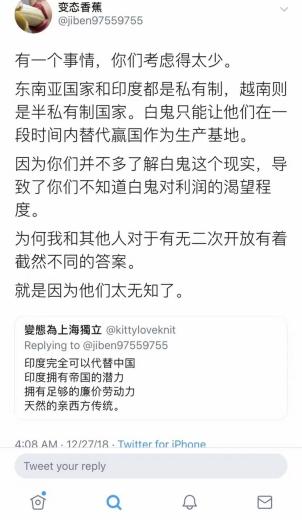 变态香蕉
@jiben97559755
有一个事情，你们考虑得太少。
东南亚国家和印度都是私有制，越南则
是半私有制国家。白鬼只能让他们在一
段时间内替代赢国作为生产基地。
因为你们并不多了解白鬼这个现实，导
致了你们不知道白鬼对利润的渴望程
度。
为何我和其他人对于有无二次开放有着
截然不同的答案。
就是因为他们太无知了。
變態為上海獨立 @kittyloveknit
Replying to @jiben97559755
印度完全可以代替中国
印度拥有帝国的潜力
拥有足够的廉价劳动力
天然的亲西方传统。
4:08 AM · 12/27/18 · Twitter for iPhone
Tweet your reply